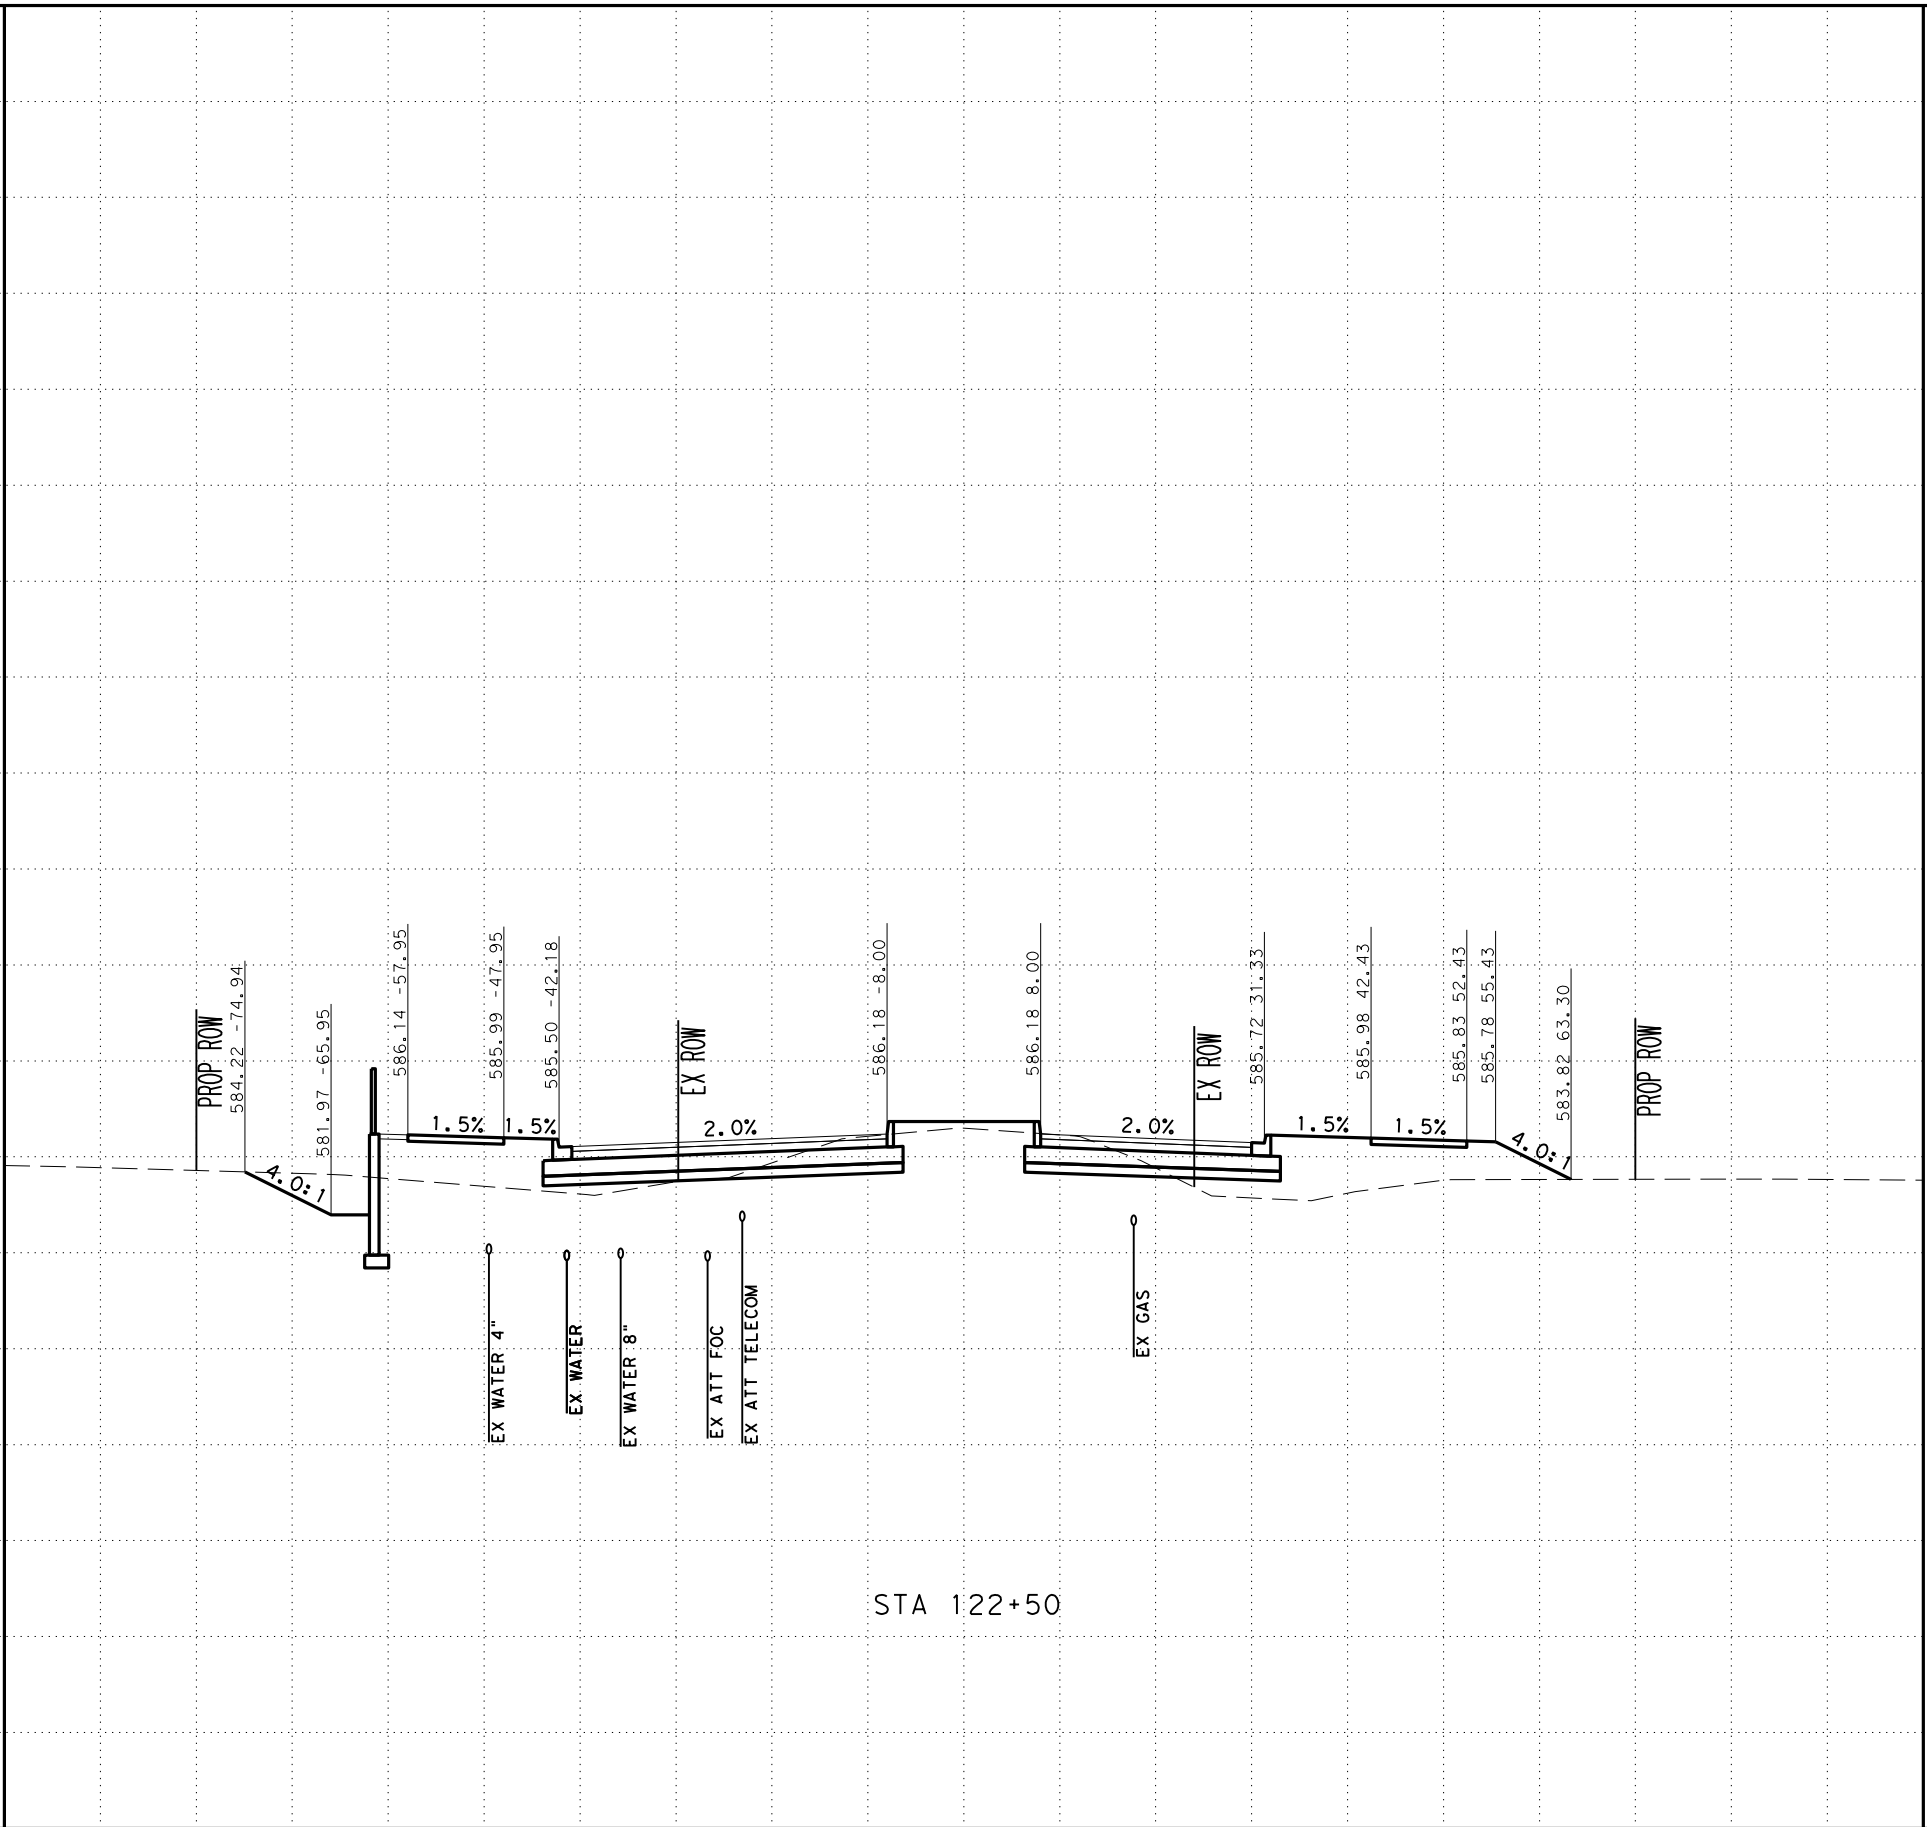 PROP ROW
584.22 -74.94
581.97 -65.95
586.14 -57.95
585.99 -47.95
585.50 -42.18
EX ROW
586.18 -8.00
586.18 8.00
EX ROW
585.72 31.33
585.98 42.43
585.83 52.43
585.78 55.43
583.82 63.30
PROP ROW
4.0:1
1.5%
1.5%
2.0%
2.0%
1.5%
1.5%
4.0:1
EX WATER 4"
EX WATER
EX WATER 8"
EX ATT FOC
EX ATT TELECOM
EX GAS
STA 122+50